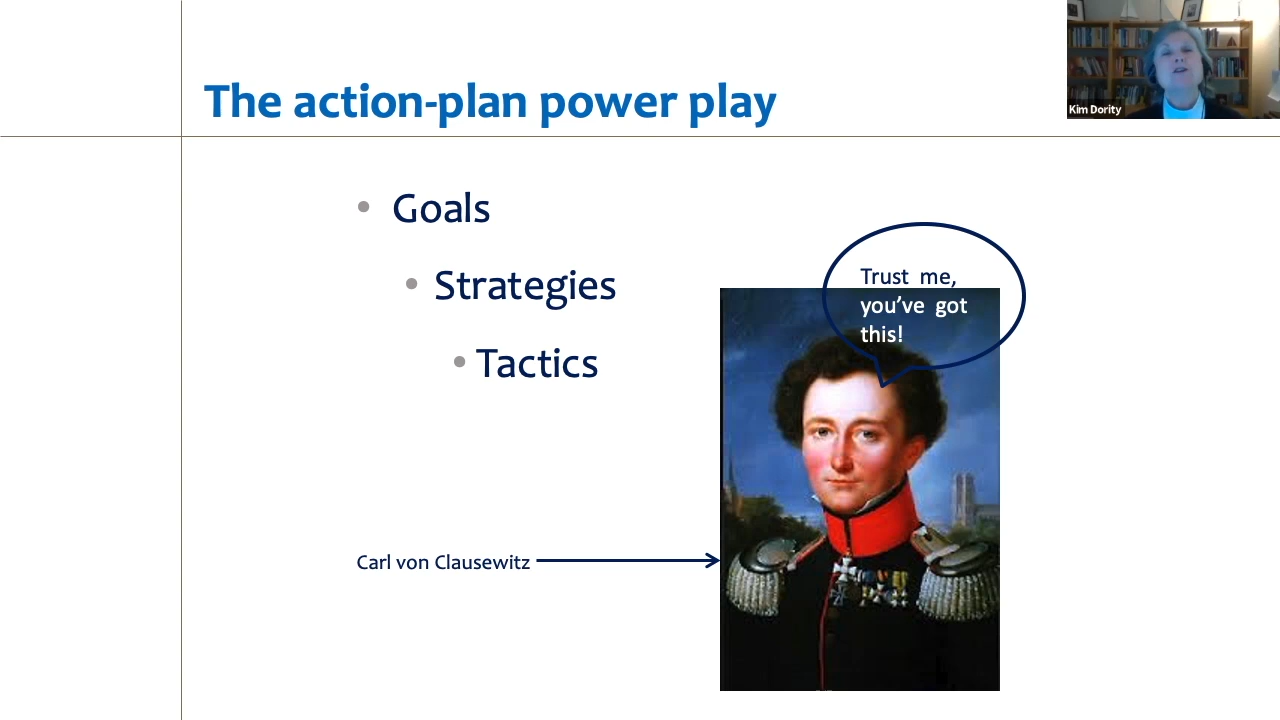 The action-plan power play
Kim Dority
• Goals
• Strategies
• Tactics
Trust me,
you’ve got
this!
Carl von Clausewitz